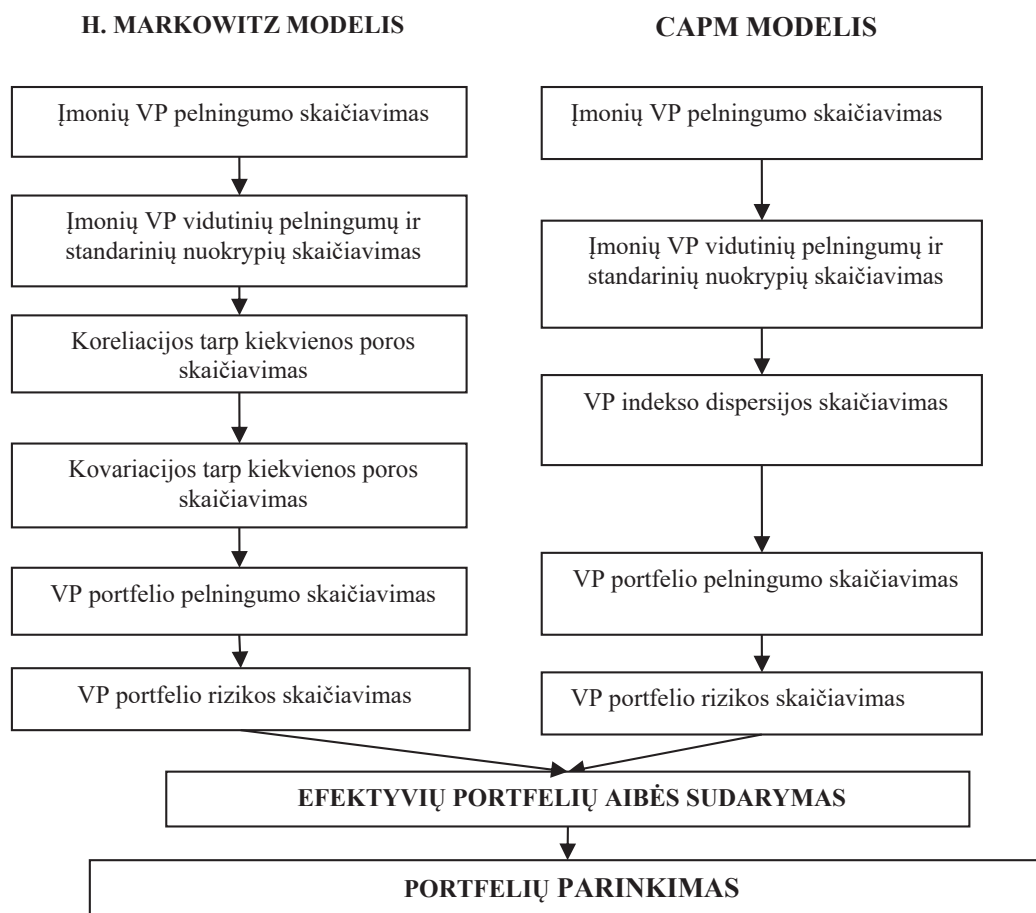 H. MARKOWITZ MODELIS
Įmonių VP pelningumo skaičiavimas
Įmonių VP vidutinių pelningumų ir
standarinių nuokrypių skaičiavimas
Koreliacijos tarp kiekvienos poros
skaičiavimas
Kovariacijos tarp kiekvienos poros
skaičiavimas
VP portfelio pelningumo skaičiavimas
VP portfelio rizikos skaičiavimas
CAPM MODELIS
Įmonių VP pelningumo skaičiavimas
Įmonių VP vidutinių pelningumų ir
standarinių nuokrypių skaičiavimas
VP indekso dispersijos skaičiavimas
VP portfelio pelningumo skaičiavimas
VP portfelio rizikos skaičiavimas
EFEKTYVIŲ PORTFELIŲ AIBĖS SUDARYMAS
PORTFELIŲ PARINKIMAS